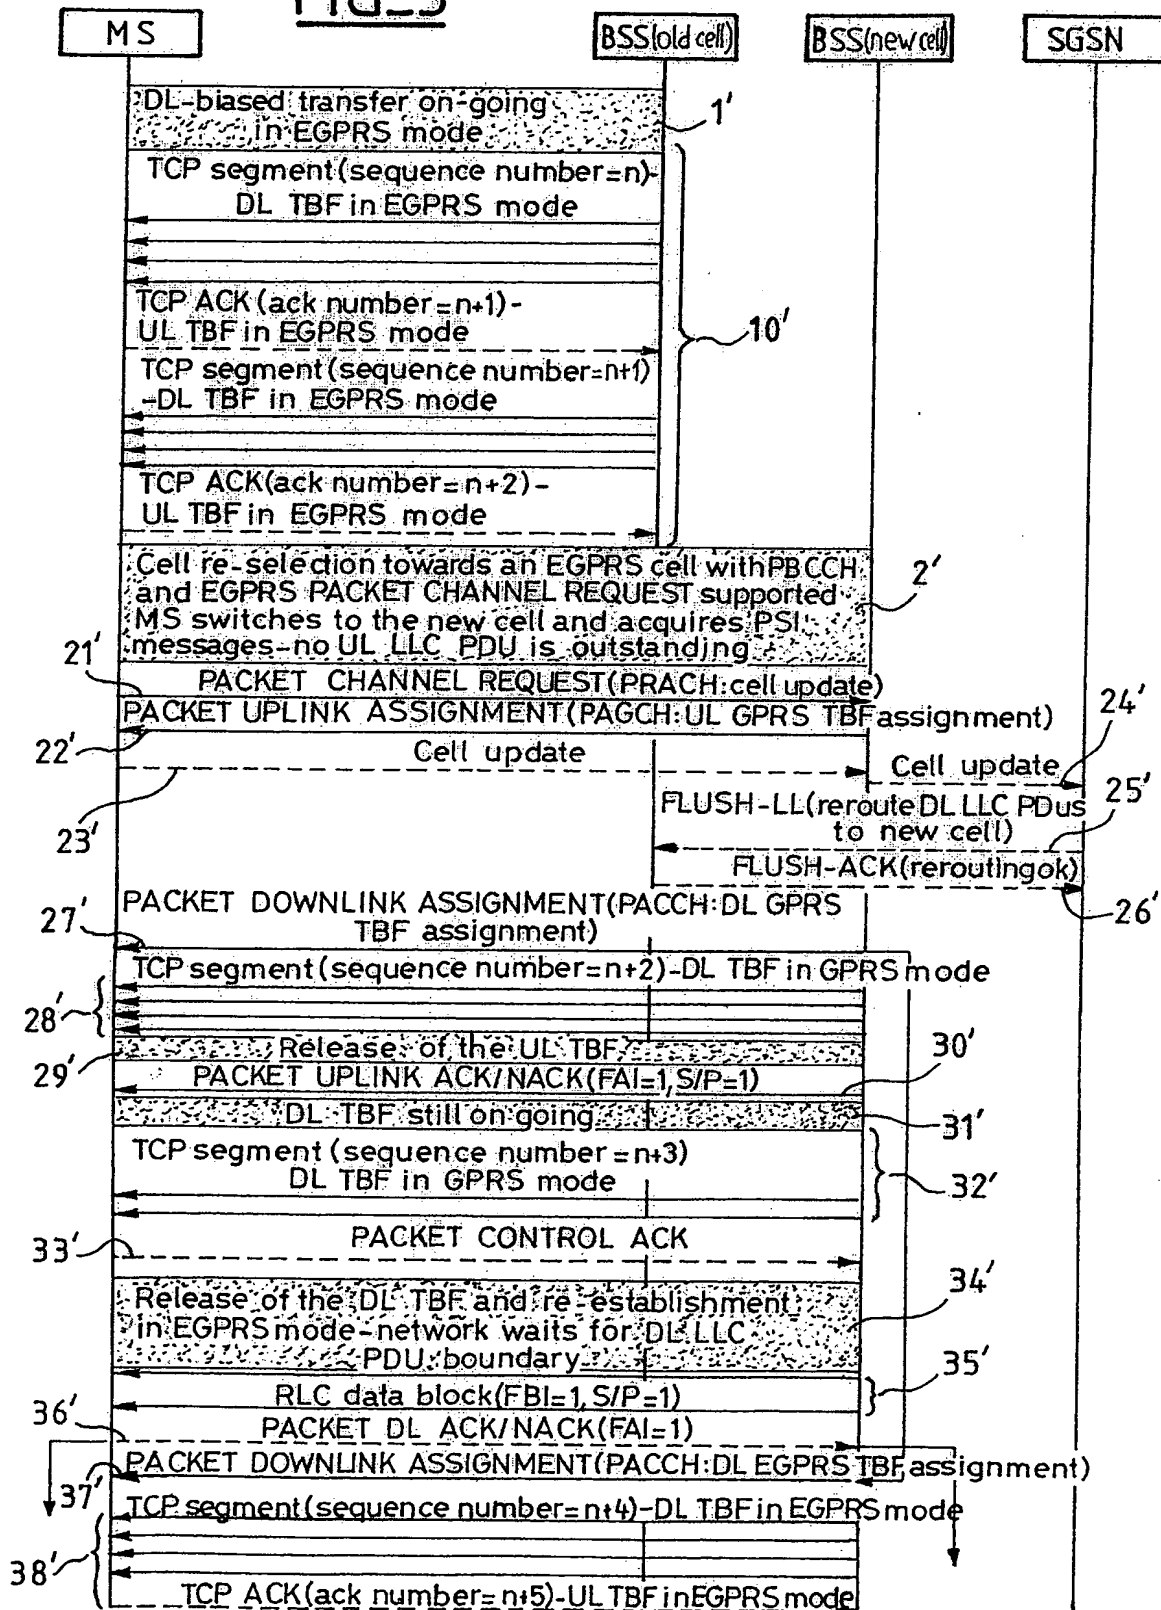 FIG_3
MS
BSS(old cell)
BSS(new cell)
SGSN
DL-biased transfer on-going
in EGPRS mode
1'
TCP segment(sequence number=n)-
DL TBF in EGPRS mode
TCP ACK(ack number=n+1)-
UL TBF in EGPRS mode
10'
TCP segment(sequence number=n+1)
-DL TBF in EGPRS mode
TCP ACK(ack number=n+2)-
UL TBF in EGPRS mode
Cell re-selection towards an EGPRS cell with PBCCH
and EGPRS PACKET CHANNEL REQUEST supported
MS switches to the new cell and acquires PSI
messages-no UL LLC PDU is outstanding
2'
21'
PACKET CHANNEL REQUEST(PRACH:cell update)
PACKET UPLINK ASSIGNMENT(PAGCH:UL GPRS TBF assignment)
22'
24'
Cell update
Cell update
23'
25'
FLUSH-LL(reroute DL LLC PDus
to new cell)
FLUSH-ACK(reroutingok)
26'
PACKET DOWNLINK ASSIGNMENT(PACCH:DL GPRS
TBF assignment)
27'
TCP segment(sequence number=n+2)-DL TBF in GPRS mode
28'
Release of the UL TBF
29'
30'
PACKET UPLINK ACK/NACK(FAI=1,S/P=1)
DL TBF still on going
31'
TCP segment (sequence number=n+3)
DL TBF in GPRS mode
32'
PACKET CONTROL ACK
33'
Release of the DL TBF and re-establishment
in EGPRS mode-network waits for DL LLC
PDU boundary
34'
35'
RLC data block(FBI=1,S/P=1)
36'
PACKET DL ACK/NACK(FAI=1)
PACKET DOWNLINK ASSIGNMENT(PACCH:DL EGPRS TBF assignment)
37'
TCP segment(sequence number=n+4)-DL TBF in EGPRS mode
38'
TCP ACK(ack number=n+5)-UL TBF in EGPRS mode